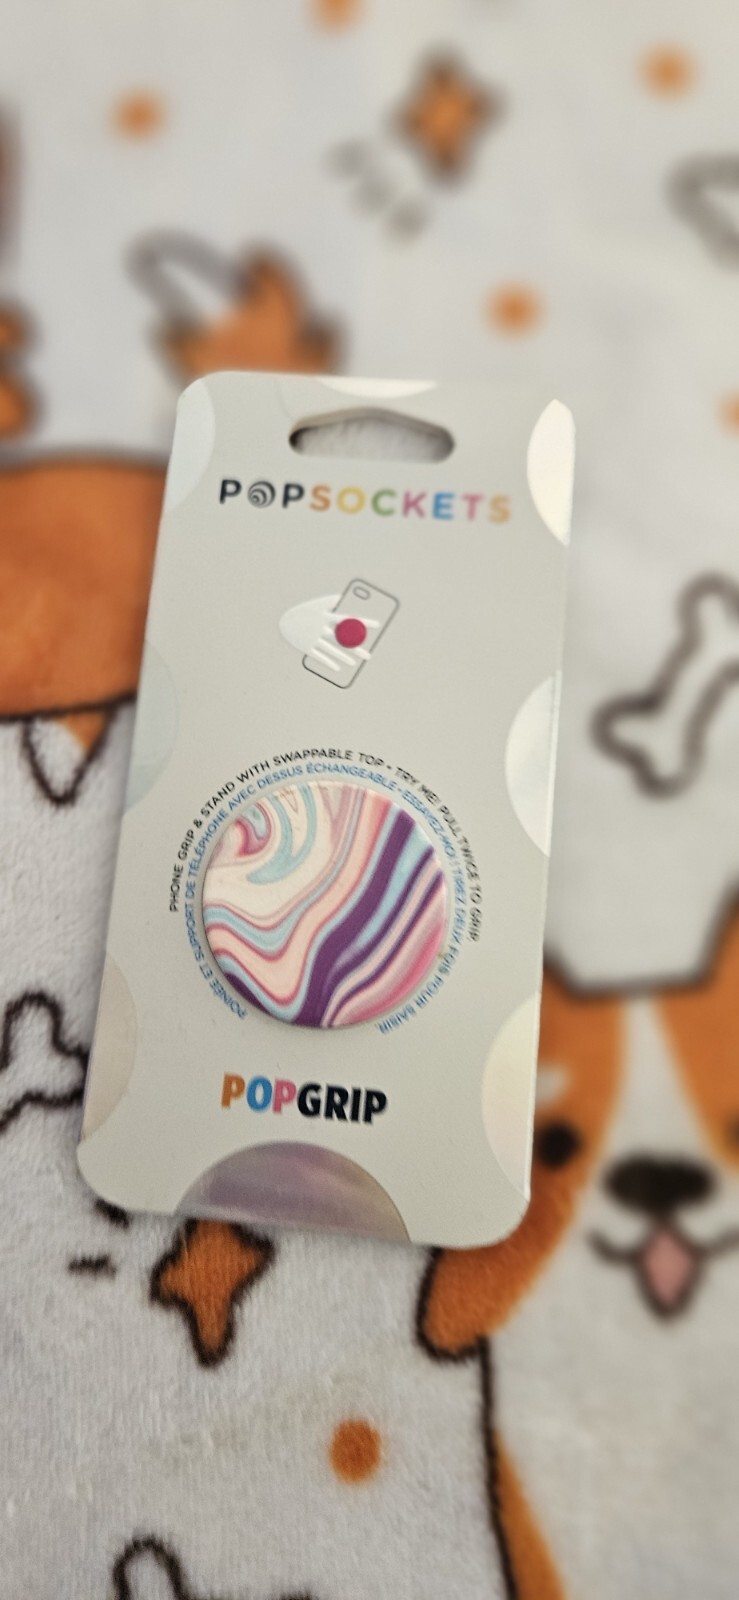 POPSOCKETS
PHONE GRIP & STAND WITH SWAPPABLE TOP • TRY ME! PULL TWICE TO GRIP.
POIGNÉE ET SUPPORT DE TÉLÉPHONE AVEC DESSUS ÉCHANGEABLE • ESSAYEZ-MOI ! TIREZ DEUX FOIS POUR SAISIR.
POPGRIP